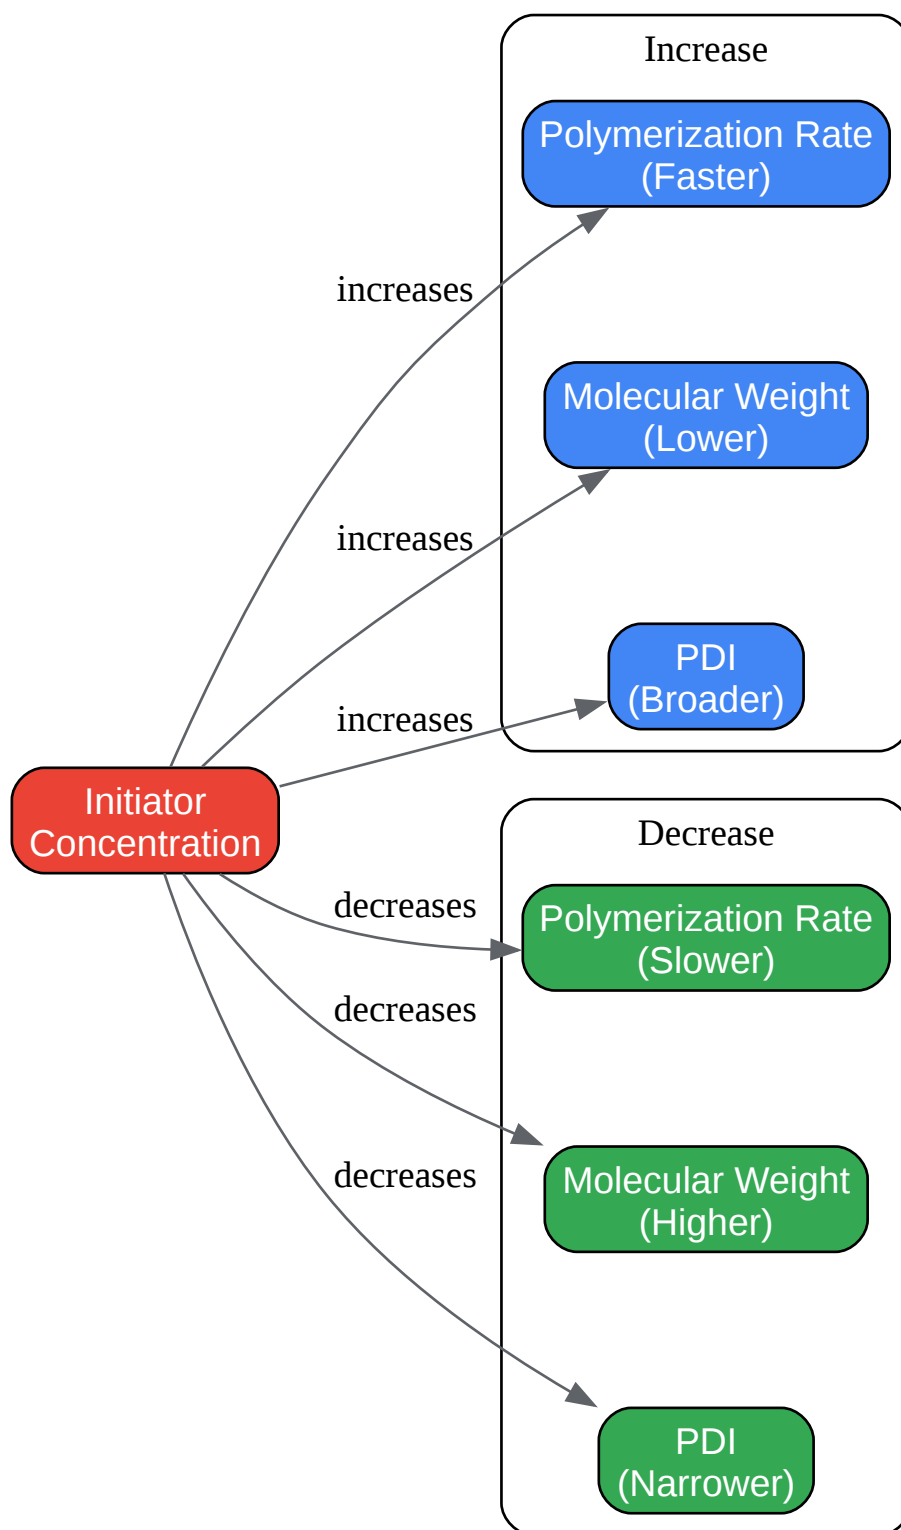 Increase
Polymerization Rate
(Faster)
increases
Molecular Weight
(Lower)
increases
PDI
(Broader)
increases
Initiator
Concentration
Decrease
decreases
Polymerization Rate
(Slower)
decreases
Molecular Weight
(Higher)
decreases
PDI
(Narrower)